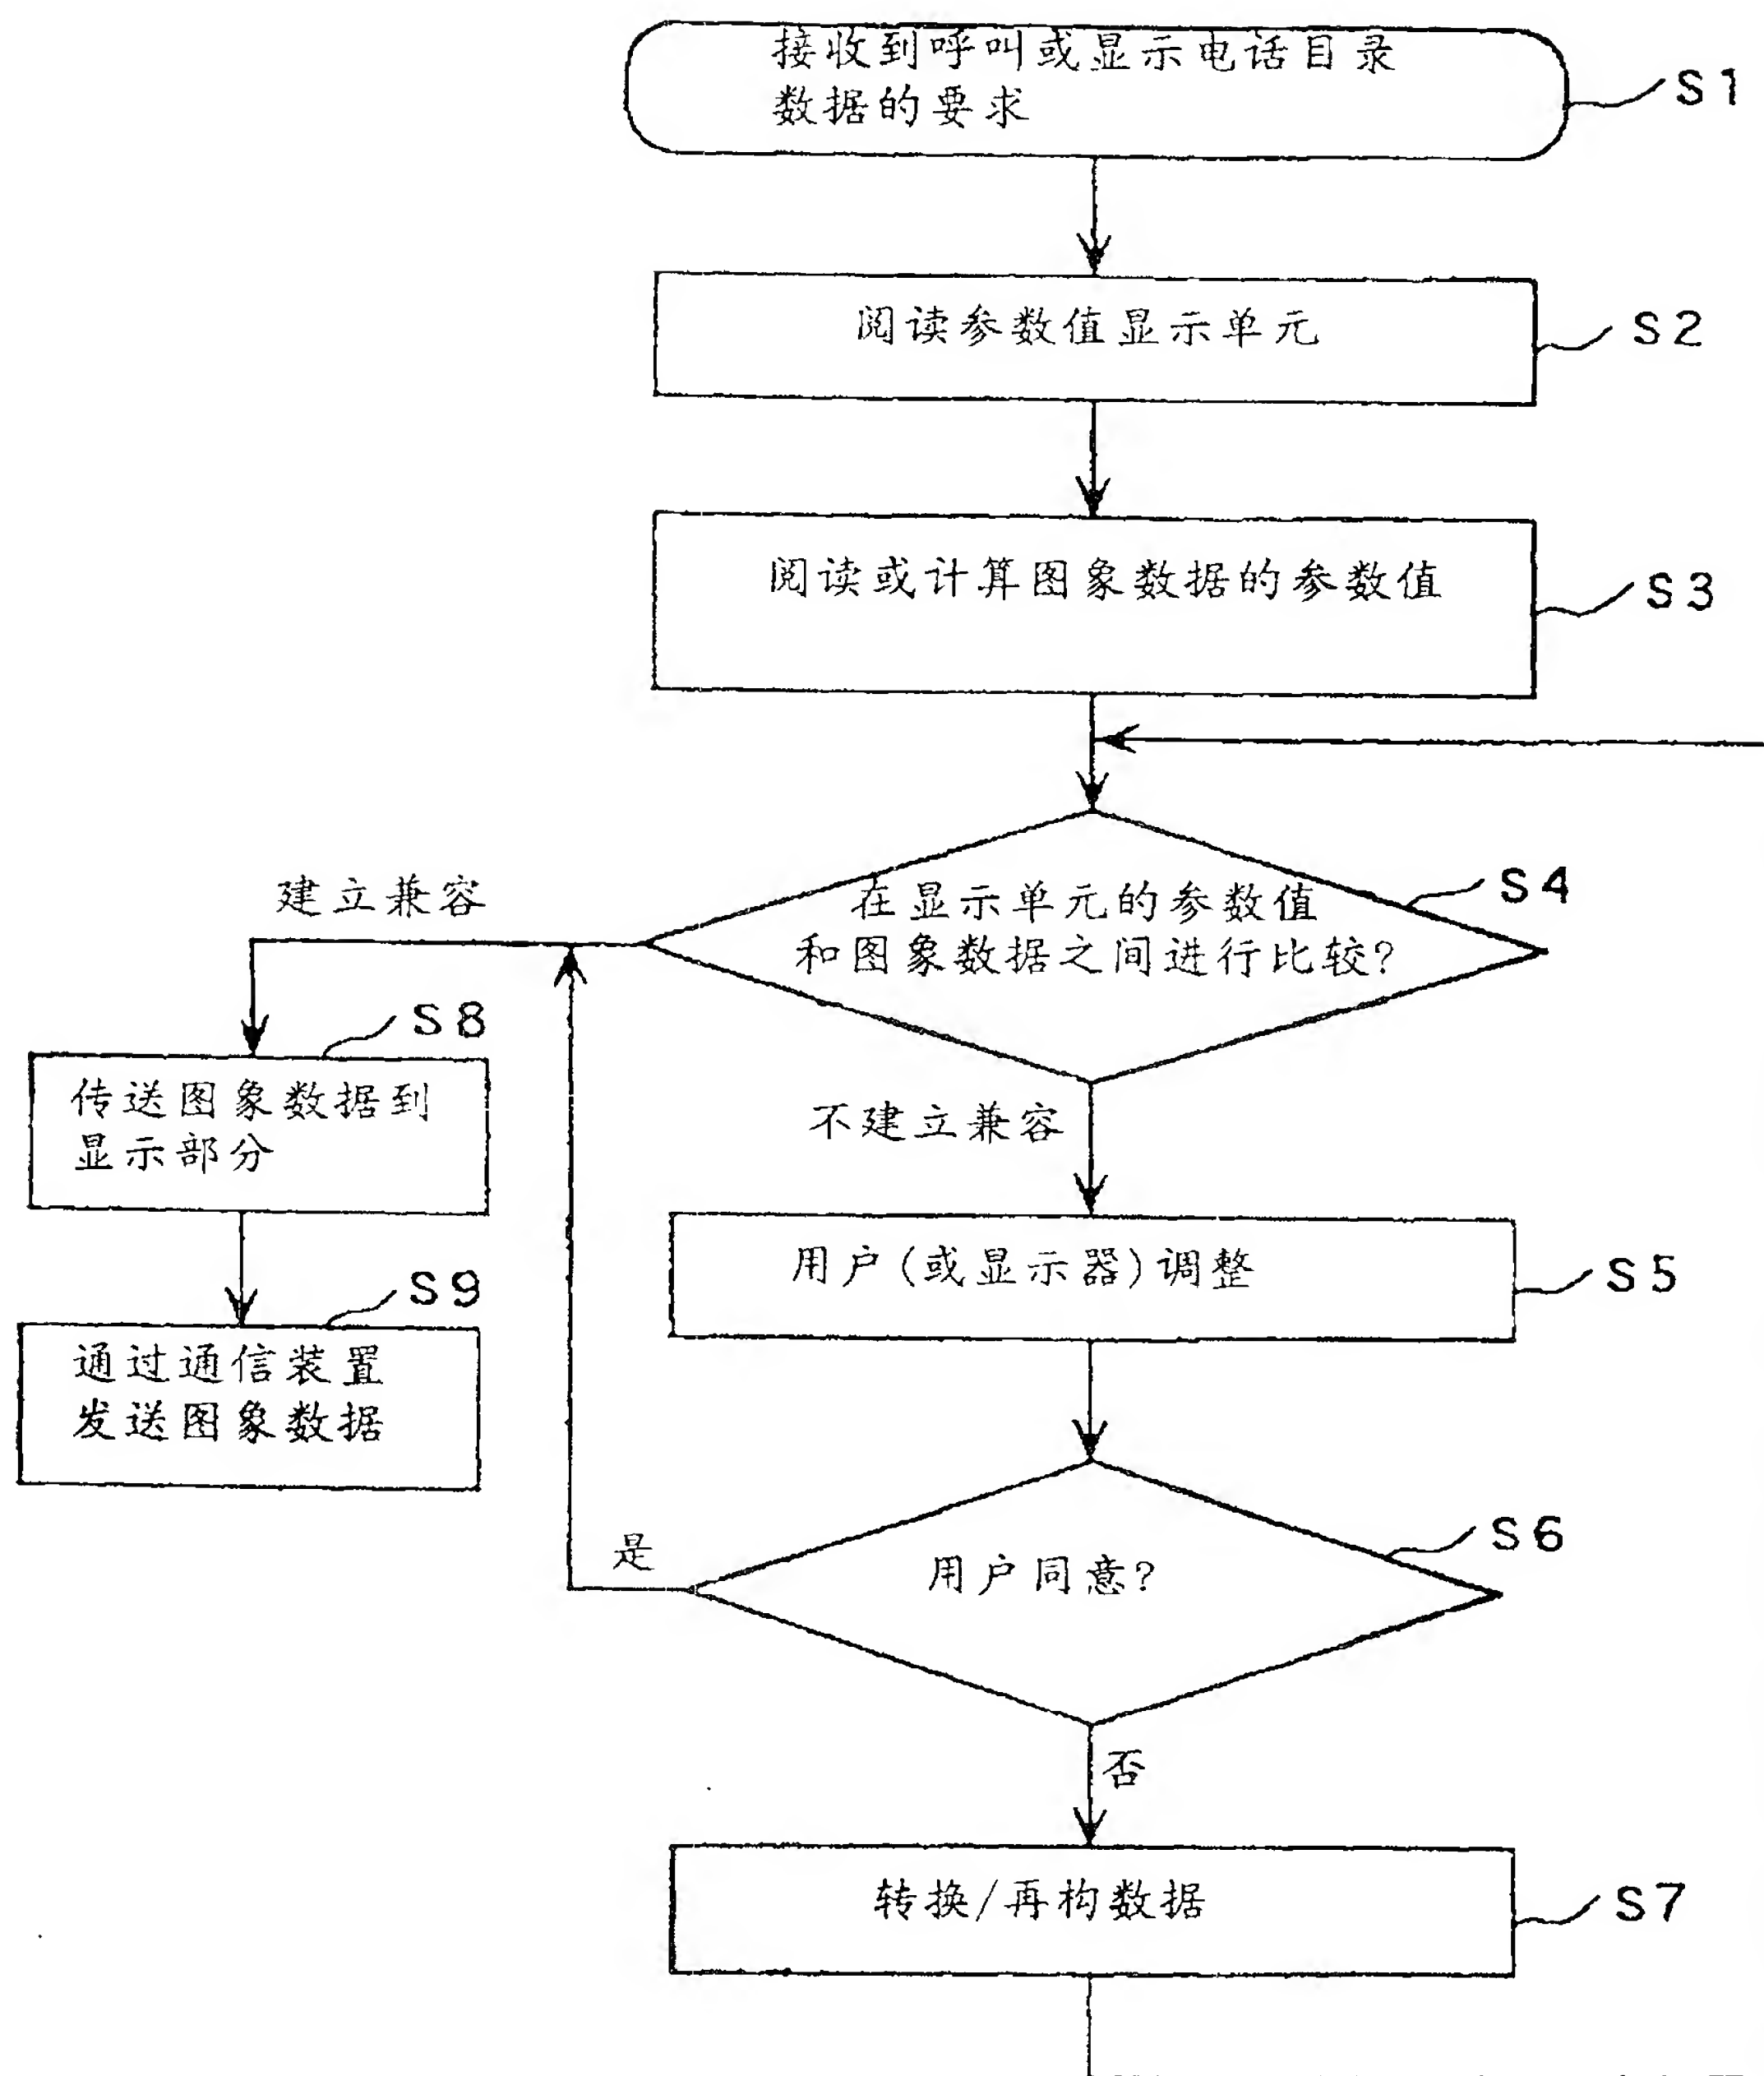 接收到呼叫或显示电话目录
数据的要求
S1
阅读参数值显示单元
S2
阅读或计算图象数据的参数值
S3
在显示单元的参数值
和图象数据之间进行比较?
S4
建立兼容
不建立兼容
S8
传送图象数据到
显示部分
S9
通过通信装置
发送图象数据
用户(或显示器)调整
S5
用户同意?
S6
是
否
转换/再构数据
S7